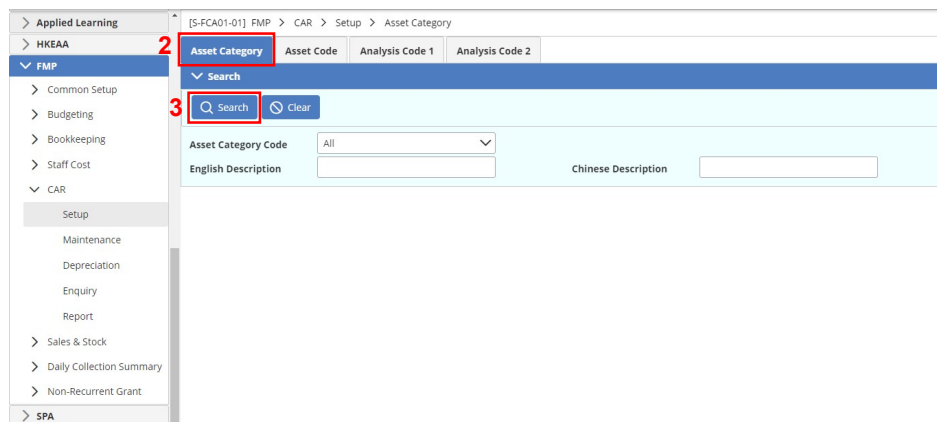 Applied Learning
HKEAA
FMP
Common Setup
Budgeting
Bookkeeping
Staff Cost
CAR
Setup
Maintenance
Depreciation
Enquiry
Report
Sales & Stock
Daily Collection Summary
Non-Recurrent Grant
SPA
[S-FCA01-01] FMP > CAR > Setup > Asset Category
2 Asset Category Asset Code Analysis Code 1 Analysis Code 2
Search
3 Search Clear
Asset Category Code All
English Description Chinese Description